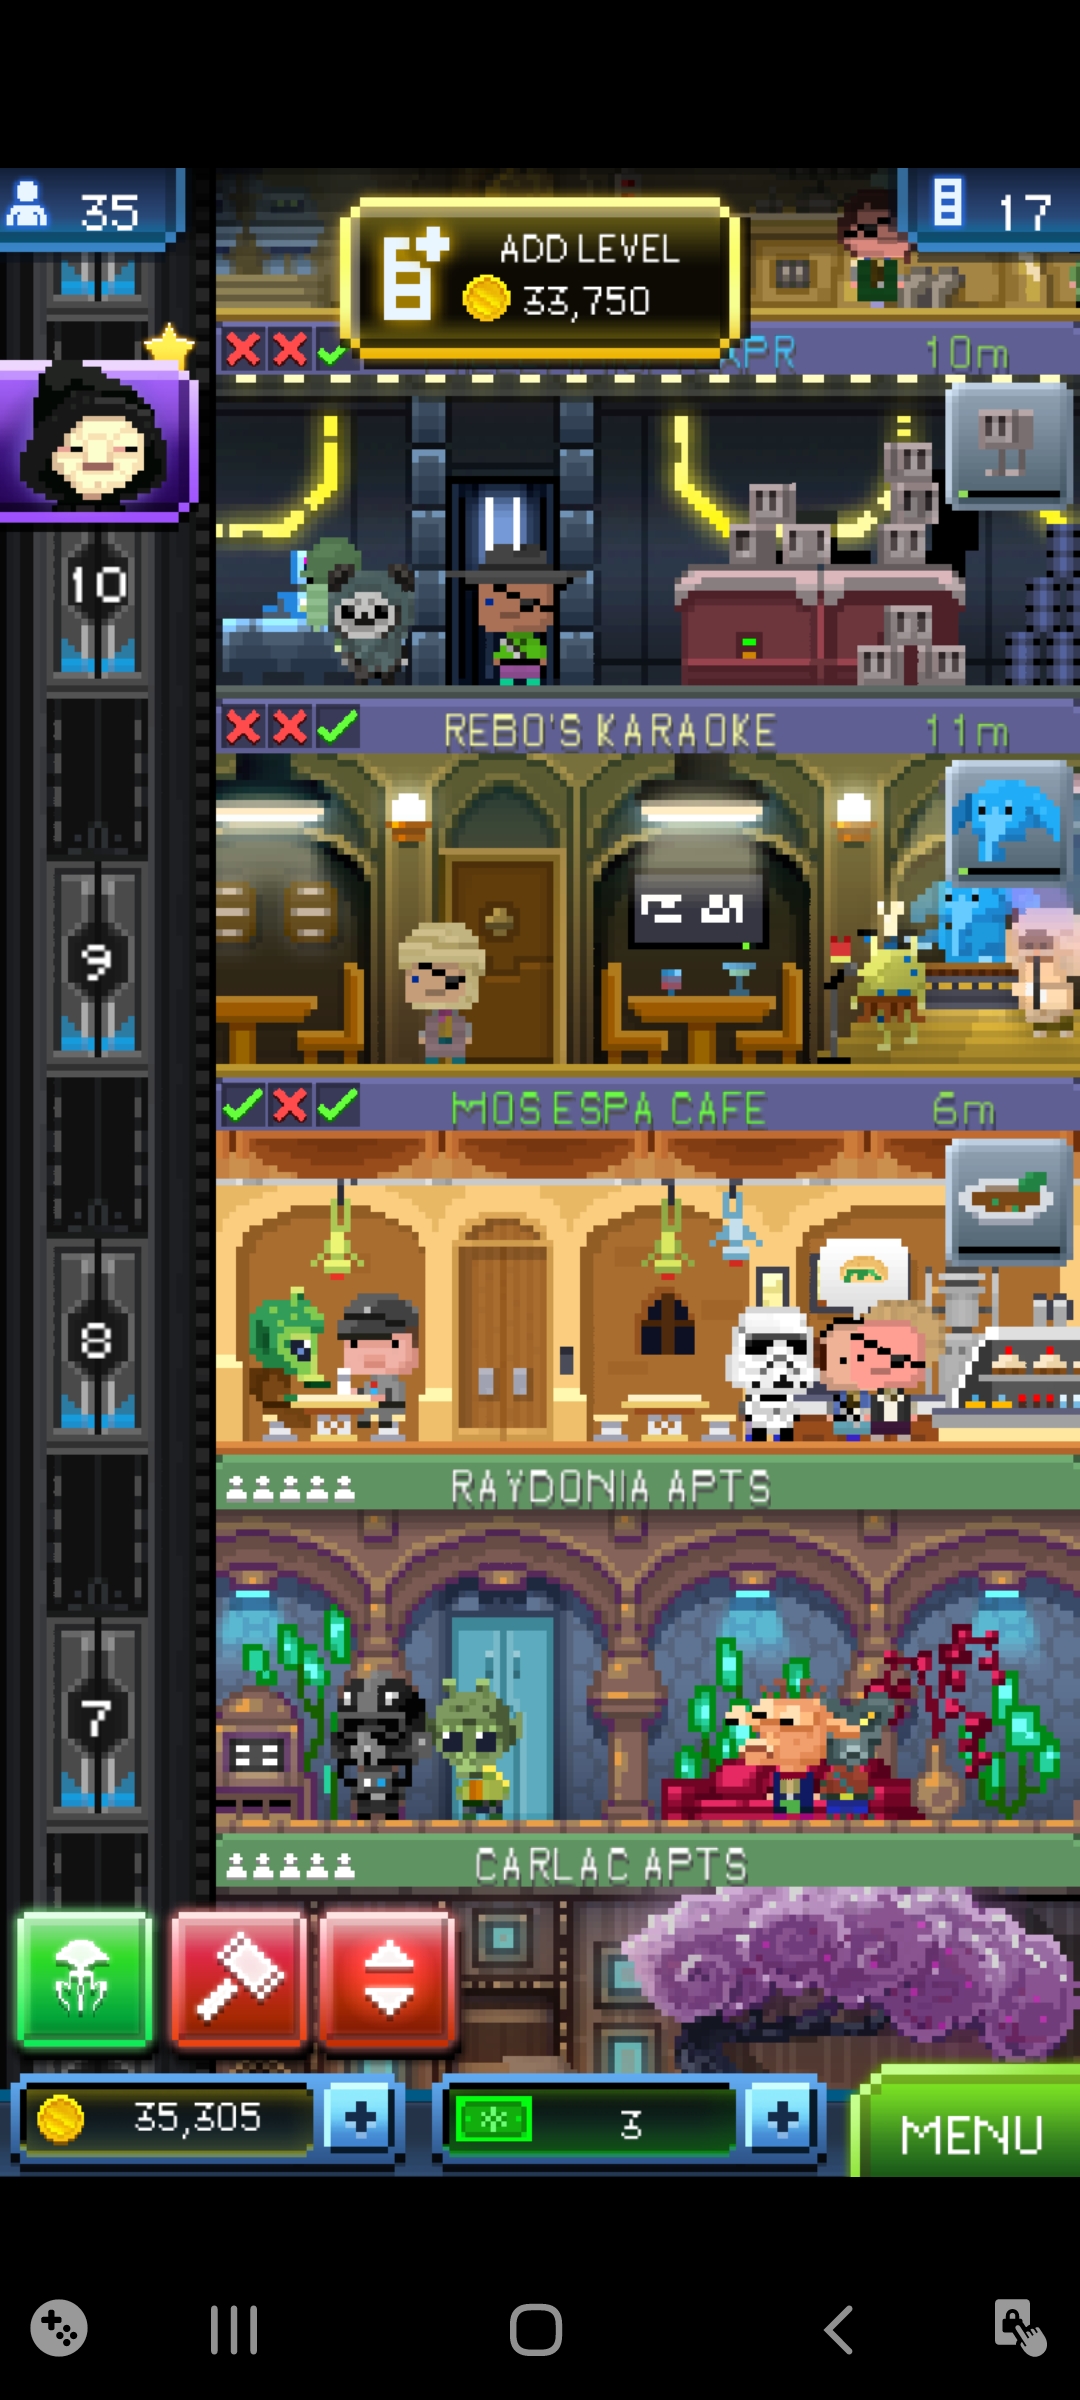 35
17
ADD LEVEL
33,750
10m
10
REBO'S KARAOKE
11m
9
MOS ESPA CAFE
6m
8
RAYDONIA APTS
7
CARLAC APTS
35,305
3
MENU